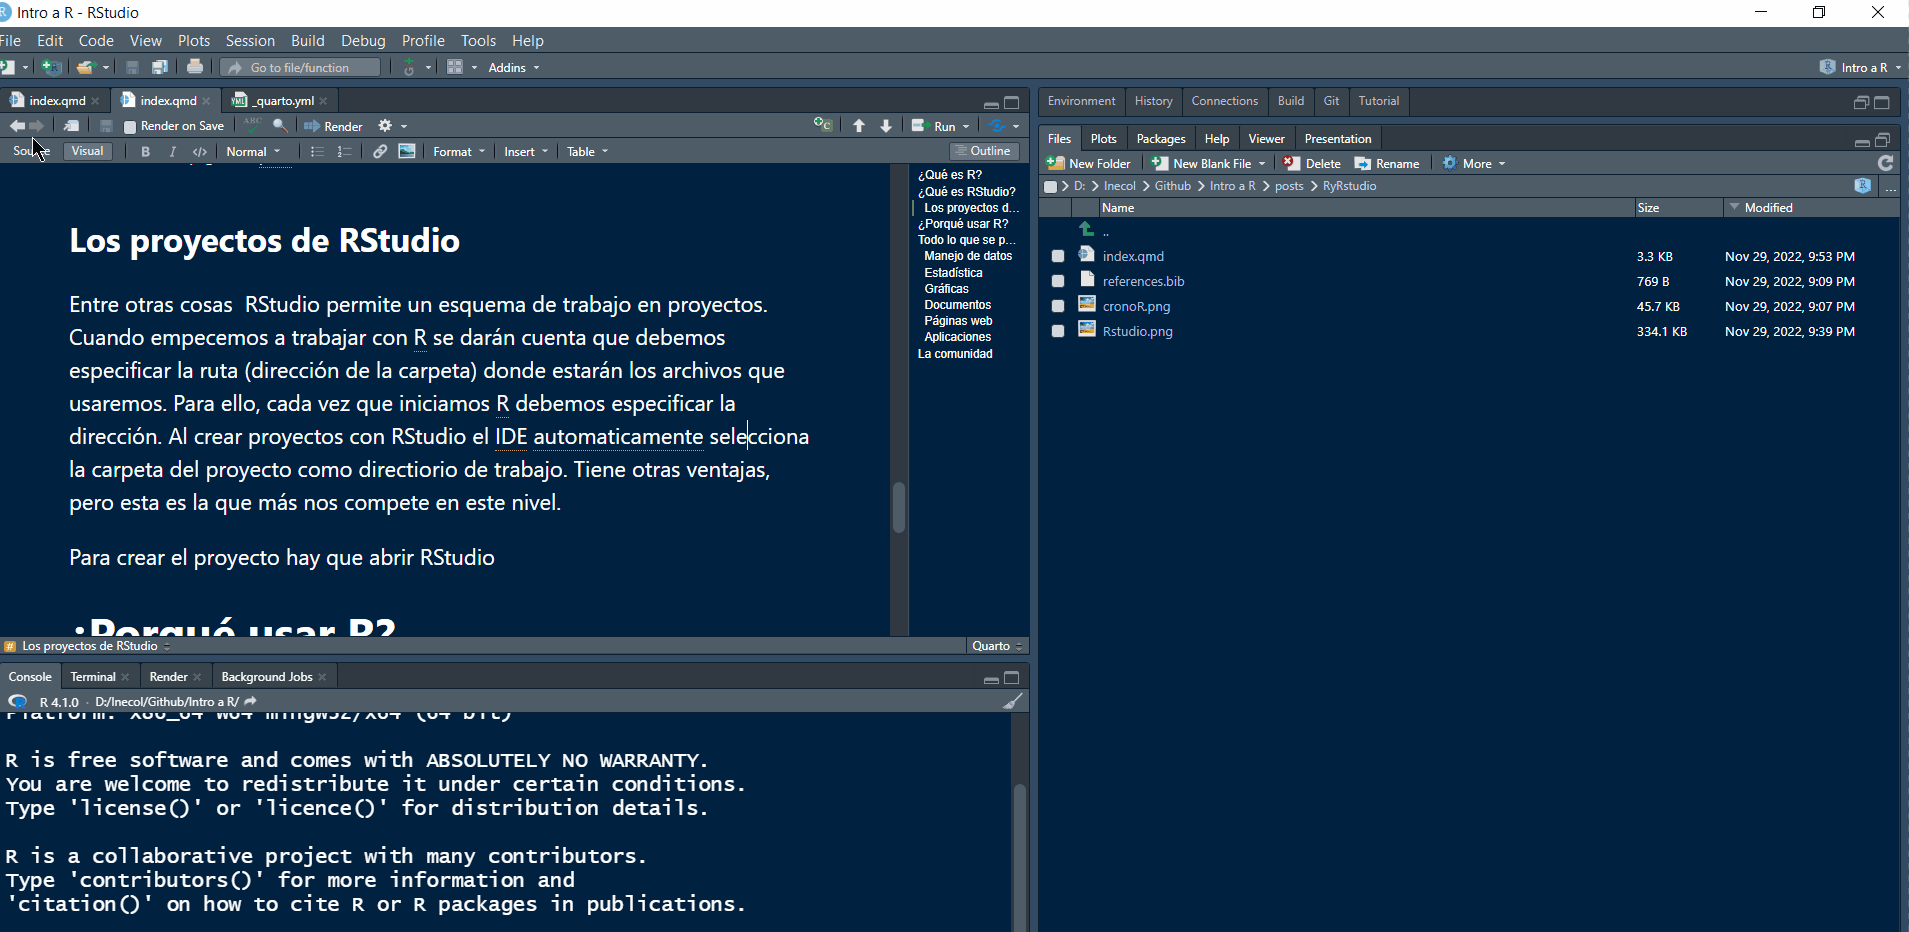 Intro a R - RStudio
File Edit Code View Plots Session Build Debug Profile Tools Help
Go to file/function Addins Intro a R
index.qmd index.qmd _quarto.yml
Render on Save ABC Render Run
Source Visual B I </> Normal Format Insert Table Outline
Los proyectos de RStudio
Entre otras cosas RStudio permite un esquema de trabajo en proyectos.
Cuando empecemos a trabajar con R se darán cuenta que debemos
especificar la ruta (dirección de la carpeta) donde estarán los archivos que
usaremos. Para ello, cada vez que iniciamos R debemos especificar la
dirección. Al crear proyectos con RStudio el IDE automaticamente selecciona
la carpeta del proyecto como directiorio de trabajo. Tiene otras ventajas,
pero esta es la que más nos compete en este nivel.
Para crear el proyecto hay que abrir RStudio
¿Porqué usar R?
¿Qué es R?
¿Qué es RStudio?
Los proyectos d...
¿Porqué usar R?
Todo lo que se p...
Manejo de datos
Estadística
Gráficas
Documentos
Páginas web
Aplicaciones
La comunidad
# Los proyectos de RStudio Quarto
Console Terminal Render Background Jobs
R 4.1.0 · D:/Inecol/Github/Intro a R/
Platform: x86_64-w64-mingw32/x64 (64-bit)
R is free software and comes with ABSOLUTELY NO WARRANTY.
You are welcome to redistribute it under certain conditions.
Type 'license()' or 'licence()' for distribution details.
R is a collaborative project with many contributors.
Type 'contributors()' for more information and
'citation()' on how to cite R or R packages in publications.
Environment History Connections Build Git Tutorial
Files Plots Packages Help Viewer Presentation
New Folder New Blank File Delete Rename More
D: Inecol Github Intro a R posts RyRstudio ...
Name Size Modified
..
index.qmd 3.3 KB Nov 29, 2022, 9:53 PM
references.bib 769 B Nov 29, 2022, 9:09 PM
cronoR.png 45.7 KB Nov 29, 2022, 9:07 PM
Rstudio.png 334.1 KB Nov 29, 2022, 9:39 PM